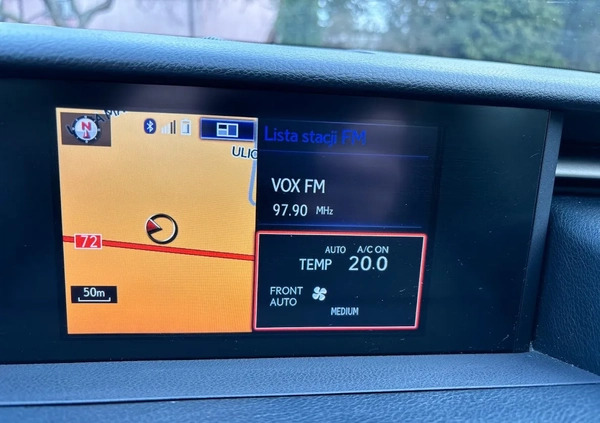 N
ULIC
72
50m
Lista stacji FM
VOX FM
97.90 MHz
AUTO A/C ON
TEMP 20.0
FRONT
AUTO
MEDIUM